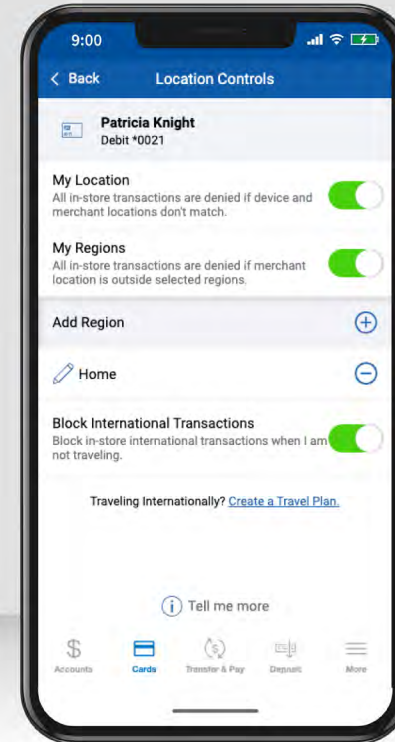 9:00
Back
Location Controls
Patricia Knight
Debit *0021
My Location
All in-store transactions are denied if device and
merchant locations don't match.
My Regions
All in-store transactions are denied if merchant
location is outside selected regions.
Add Region
Home
Block International Transactions
Block in-store international transactions when I am
not traveling.
Traveling Internationally? Create a Travel Plan.
Tell me more
Accounts
Cards
Transfer & Pay
Deposit
More